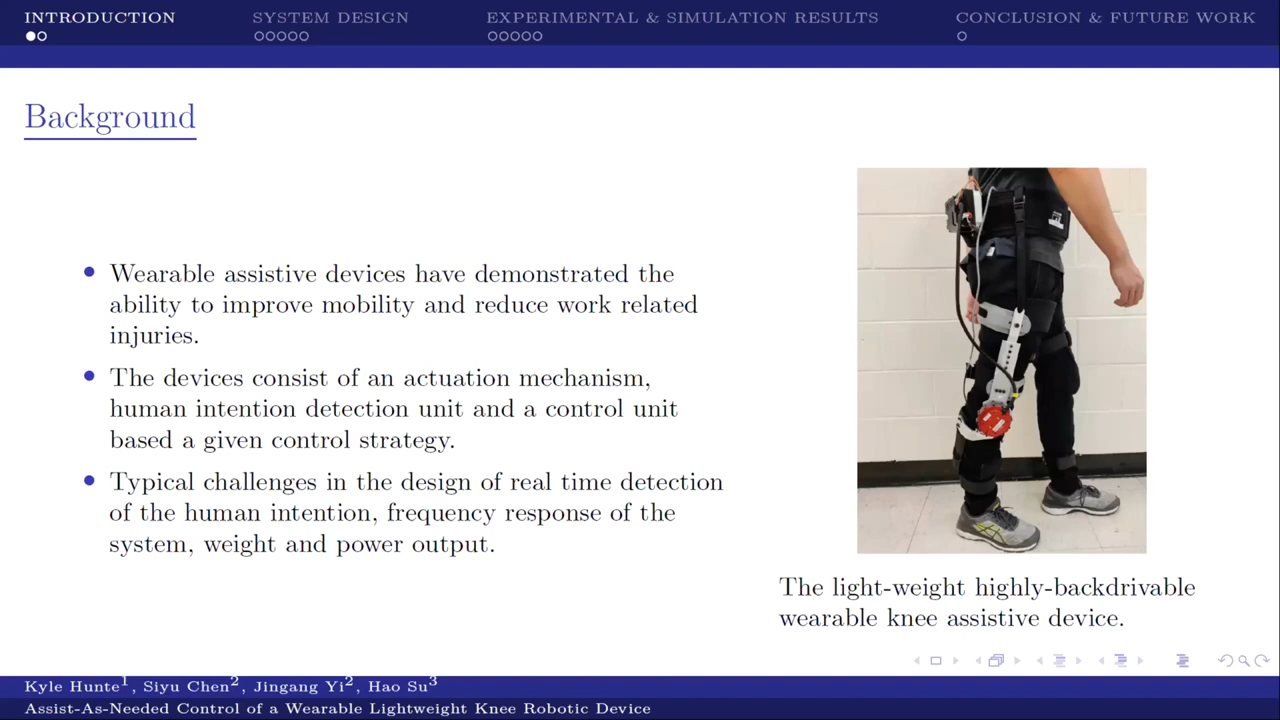 INTRODUCTION
SYSTEM DESIGN
EXPERIMENTAL & SIMULATION RESULTS
CONCLUSION & FUTURE WORK
Background
• Wearable assistive devices have demonstrated the
ability to improve mobility and reduce work related
injuries.
• The devices consist of an actuation mechanism,
human intention detection unit and a control unit
based a given control strategy.
• Typical challenges in the design of real time detection
of the human intention, frequency response of the
system, weight and power output.
The light-weight highly-backdrivable
wearable knee assistive device.
Kyle Hunte¹, Siyu Chen², Jingang Yi², Hao Su³
Assist-As-Needed Control of a Wearable Lightweight Knee Robotic Device